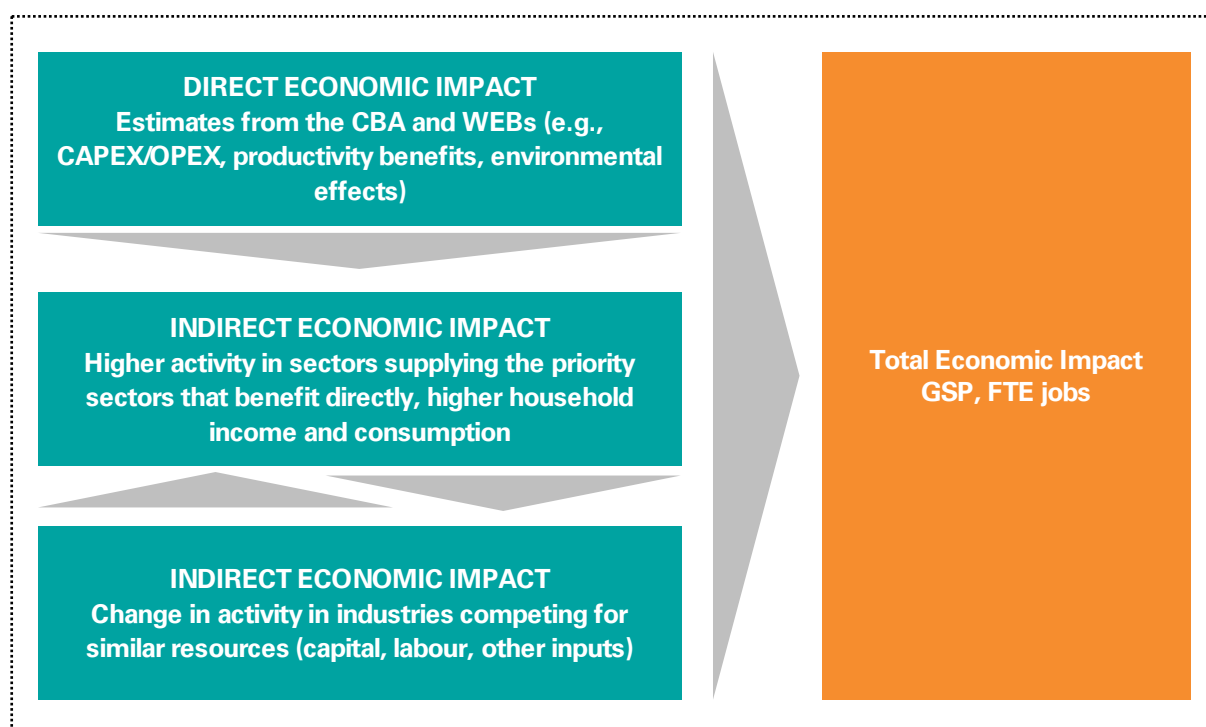 DIRECT ECONOMIC IMPACT
Estimates from the CBA and WEBs (e.g.,
CAPEX/OPEX, productivity benefits, environmental
effects)
INDIRECT ECONOMIC IMPACT
Higher activity in sectors supplying the priority
sectors that benefit directly, higher household
income and consumption
INDIRECT ECONOMIC IMPACT
Change in activity in industries competing for
similar resources (capital, labour, other inputs)
Total Economic Impact
GSP, FTE jobs